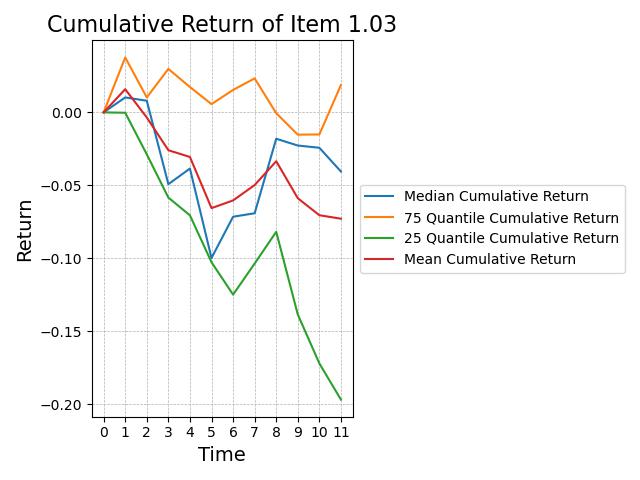 Cumulative Return of Item 1.03
Return
0.00
−0.05
−0.10
−0.15
−0.20
0 1 2 3 4 5 6 7 8 9 10 11
Time
Median Cumulative Return
75 Quantile Cumulative Return
25 Quantile Cumulative Return
Mean Cumulative Return